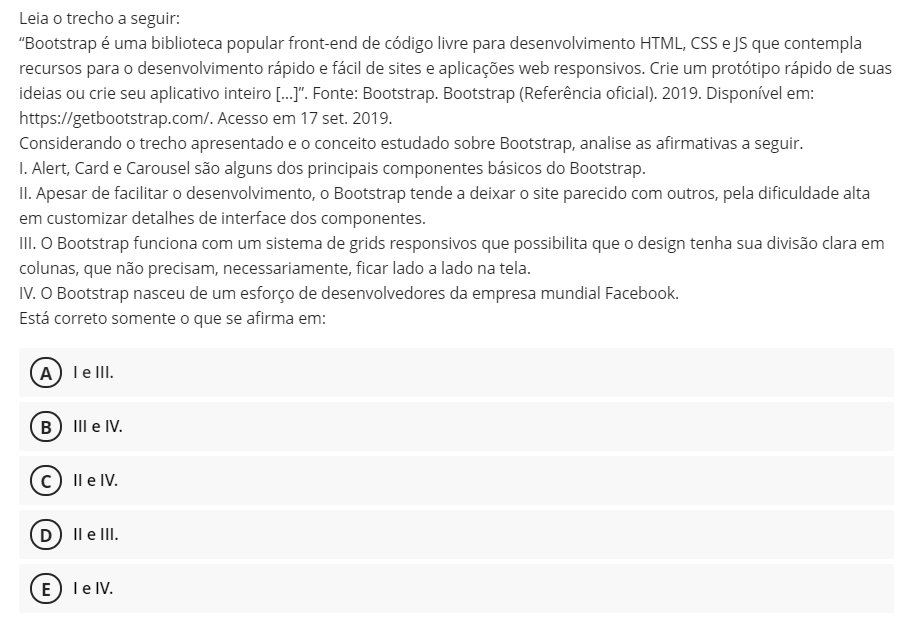 Leia o trecho a seguir:
“Bootstrap é uma biblioteca popular front-end de código livre para desenvolvimento HTML, CSS e JS que contempla
recursos para o desenvolvimento rápido e fácil de sites e aplicações web responsivos. Crie um protótipo rápido de suas
ideias ou crie seu aplicativo inteiro [...]”. Fonte: Bootstrap. Bootstrap (Referência oficial). 2019. Disponível em:
https://getbootstrap.com/. Acesso em 17 set. 2019.
Considerando o trecho apresentado e o conceito estudado sobre Bootstrap, analise as afirmativas a seguir.
I. Alert, Card e Carousel são alguns dos principais componentes básicos do Bootstrap.
II. Apesar de facilitar o desenvolvimento, o Bootstrap tende a deixar o site parecido com outros, pela dificuldade alta
em customizar detalhes de interface dos componentes.
III. O Bootstrap funciona com um sistema de grids responsivos que possibilita que o design tenha sua divisão clara em
colunas, que não precisam, necessariamente, ficar lado a lado na tela.
IV. O Bootstrap nasceu de um esforço de desenvolvedores da empresa mundial Facebook.
Está correto somente o que se afirma em:
A I e III.
B III e IV.
C II e IV.
D II e III.
E I e IV.